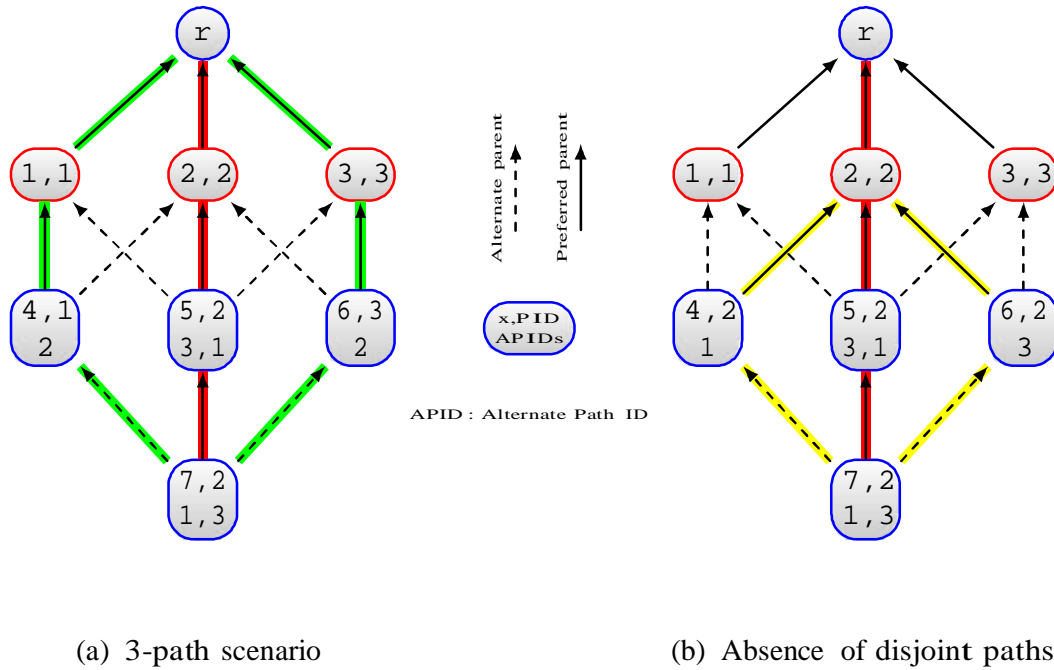 r
1,1
2,2
3,3
4,1
2
5,2
3,1
6,3
2
7,2
1,3
Alternate parent
Preferred parent
x,PID
APIDs
APID : Alternate Path ID
r
1,1
2,2
3,3
4,2
1
5,2
3,1
6,2
3
7,2
1,3
(a) 3-path scenario
(b) Absence of disjoint paths